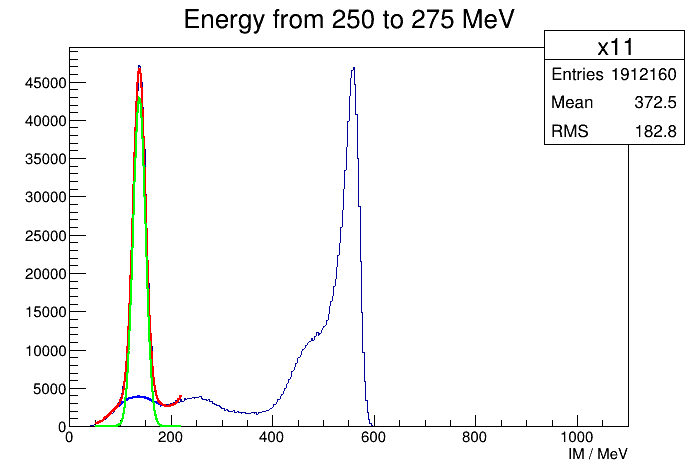 Energy from 250 to 275 MeV
x11
Entries 1912160
Mean 372.5
RMS 182.8
45000
40000
35000
30000
25000
20000
15000
10000
5000
0
0 200 400 600 800 1000
IM / MeV